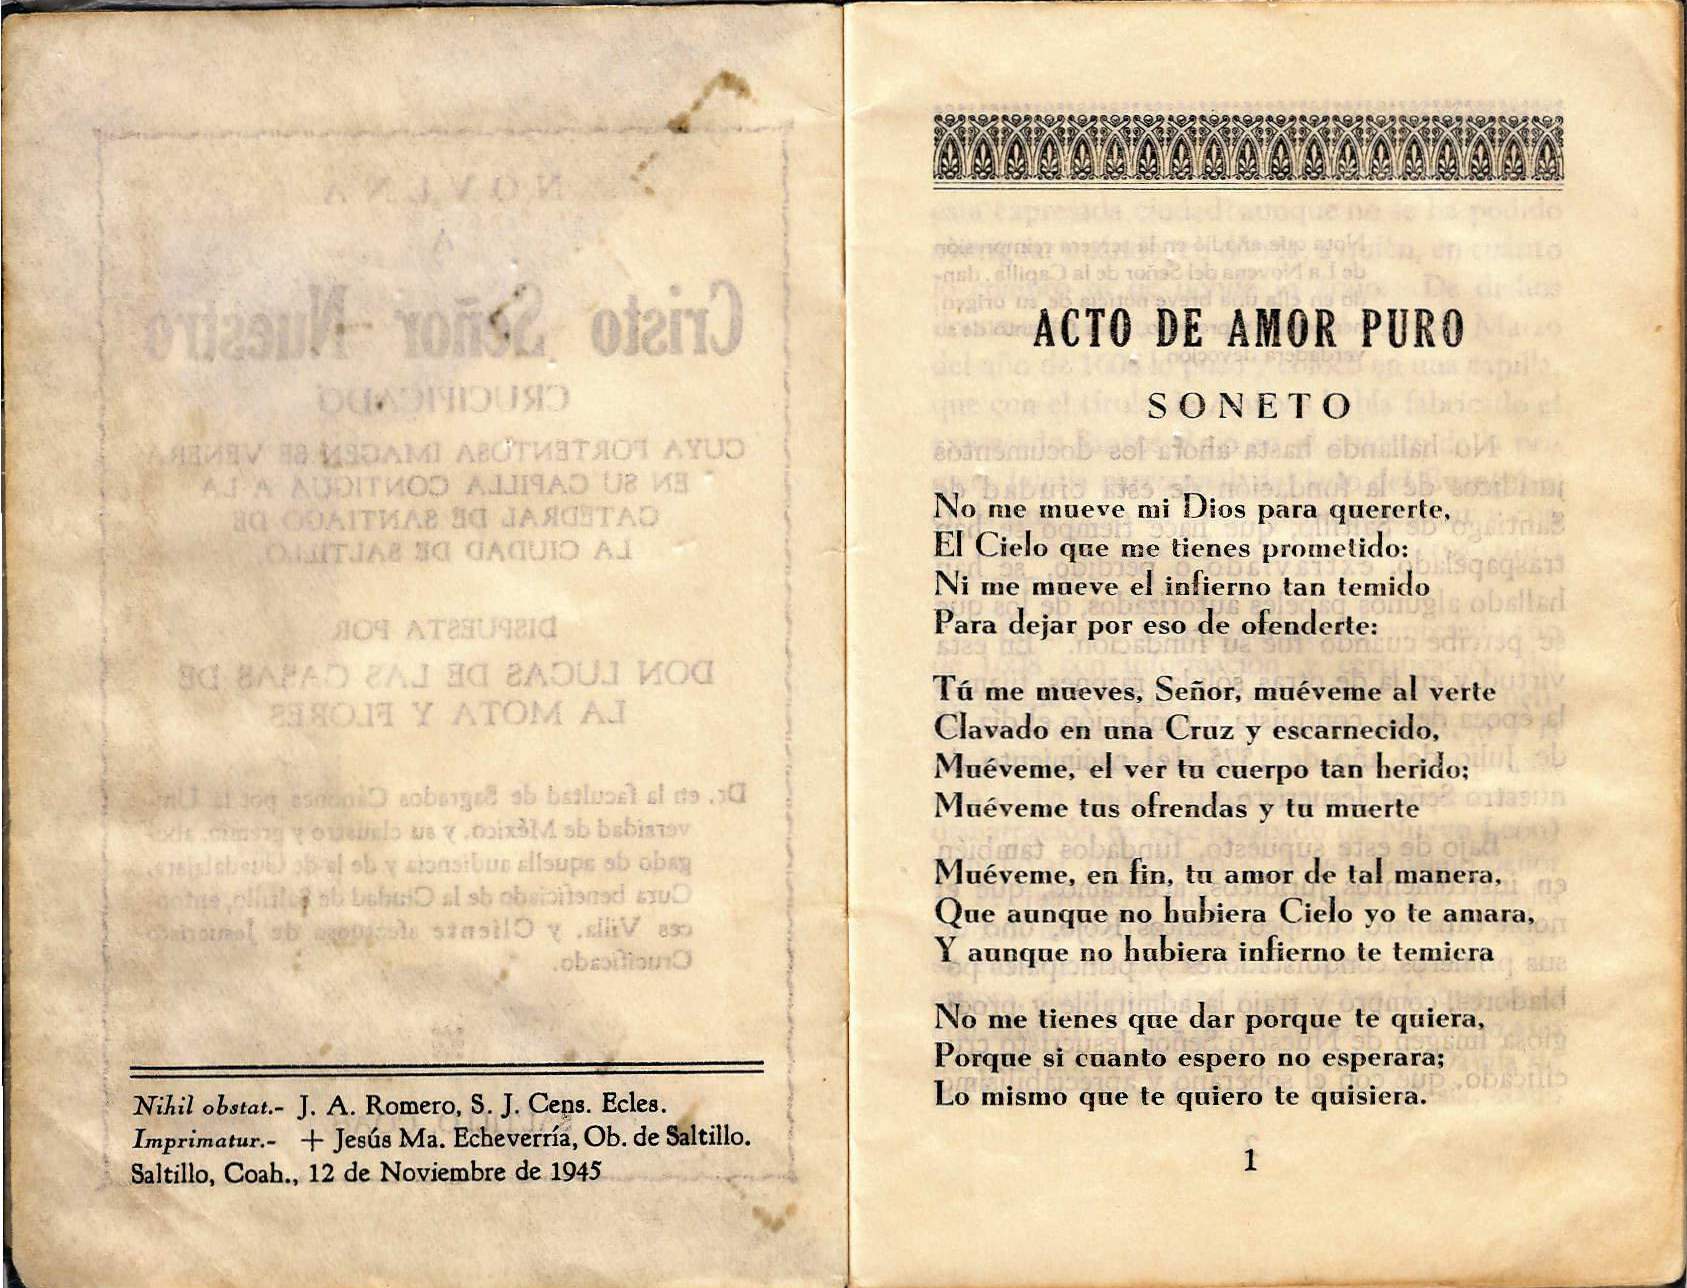 Nihil obstat.- J. A. Romero, S. J. Cens. Ecles.
Imprimatur.- + Jesús Ma. Echeverría, Ob. de Saltillo.
Saltillo, Coah., 12 de Noviembre de 1945
ACTO DE AMOR PURO
SONETO
No me mueve mi Dios para quererte,
El Cielo que me tienes prometido:
Ni me mueve el infierno tan temido
Para dejar por eso de ofenderte:
Tú me mueves, Señor, muéveme al verte
Clavado en una Cruz y escarnecido,
Muéveme, el ver tu cuerpo tan herido;
Muéveme tus ofrendas y tu muerte
Muéveme, en fin, tu amor de tal manera,
Que aunque no hubiera Cielo yo te amara,
Y aunque no hubiera infierno te temiera
No me tienes que dar porque te quiera,
Porque si cuanto espero no esperara;
Lo mismo que te quiero te quisiera.
1